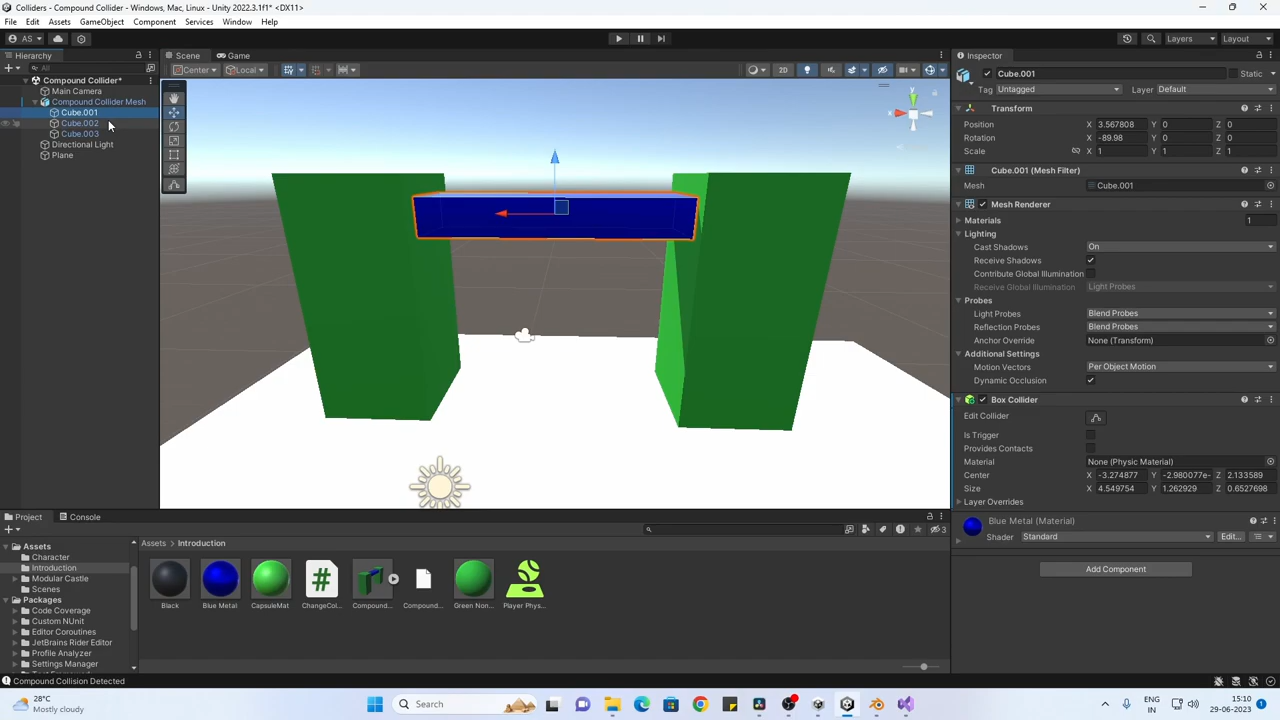 Colliders - Compound Collider - Windows, Mac, Linux - Unity 2022.3.1f1* <DX11>
File Edit Assets GameObject Component Services Window Help
AS
Layers Layout
Hierarchy
All
Compound Collider*
Main Camera
Compound Collider Mesh
Cube.001
Cube.002
Cube.003
Directional Light
Plane
Scene Game
Center Local 2D
Inspector
Cube.001 Static
Tag Untagged Layer Default
Transform
Position X 3.567808 Y 0 Z 0
Rotation X -89.98 Y 0 Z 0
Scale X 1 Y 1 Z 1
Cube.001 (Mesh Filter)
Mesh Cube.001
Mesh Renderer
Materials 1
Lighting
Cast Shadows On
Receive Shadows
Contribute Global Illumination
Receive Global Illumination Light Probes
Probes
Light Probes Blend Probes
Reflection Probes Blend Probes
Anchor Override None (Transform)
Additional Settings
Motion Vectors Per Object Motion
Dynamic Occlusion
Box Collider
Edit Collider
Is Trigger
Provides Contacts
Material None (Physic Material)
Center X -3.274877 Y -2.980077e- Z 2.133589
Size X 4.549754 Y 1.262929 Z 0.6527698
Layer Overrides
Blue Metal (Material)
Shader Standard Edit...
Add Component
Project Console
3
Assets
Character
Introduction
Modular Castle
Scenes
Packages
Code Coverage
Custom NUnit
Editor Coroutines
JetBrains Rider Editor
Profile Analyzer
Settings Manager
Assets > Introduction
Black Blue Metal CapsuleMat ChangeCol... Compound... Compound... Green Non... Player Phys...
Compound Collision Detected
28°C
Mostly cloudy
Search
ENG
IN
15:10
29-06-2023